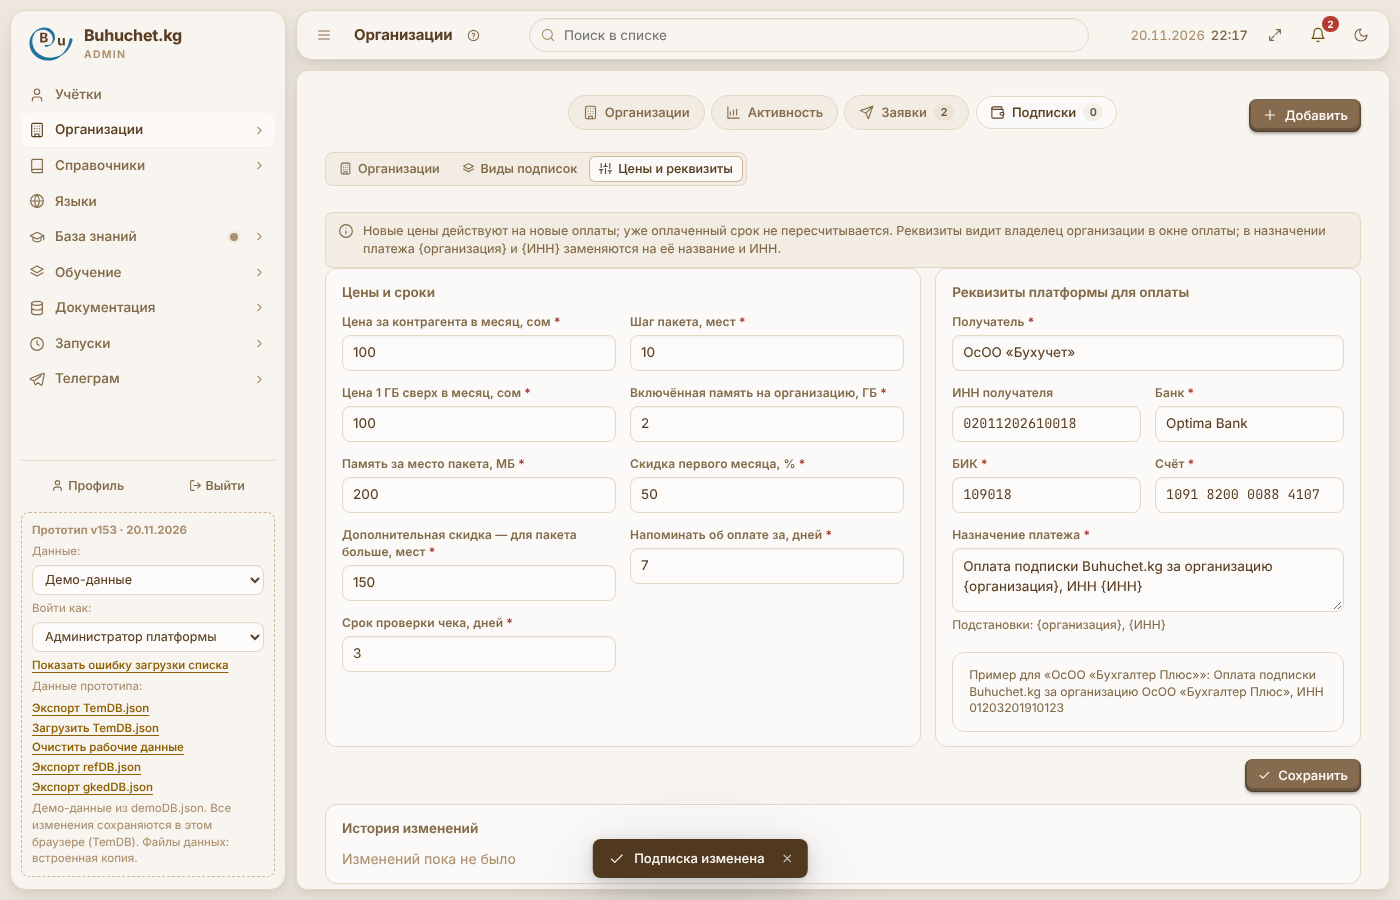 Bu
Buhuchet.kg
ADMIN
Учётки
Организации
Справочники
Языки
База знаний
Обучение
Документация
Запуски
Телеграм
Профиль
Выйти
Прототип v153 · 20.11.2026
Данные:
Демо-данные
Войти как:
Администратор платформы
Показать ошибку загрузки списка
Данные прототипа:
Экспорт TemDB.json
Загрузить TemDB.json
Очистить рабочие данные
Экспорт refDB.json
Экспорт gkedDB.json
Демо-данные из demoDB.json. Все
изменения сохраняются в этом
браузере (TemDB). Файлы данных:
встроенная копия.
Организации
Поиск в списке
20.11.2026 22:17
2
Организации
Активность
Заявки 2
Подписки 0
Добавить
Организации
Виды подписок
Цены и реквизиты
Новые цены действуют на новые оплаты; уже оплаченный срок не пересчитывается. Реквизиты видит владелец организации в окне оплаты; в назначении
платежа {организация} и {ИНН} заменяются на её название и ИНН.
Цены и сроки
Цена за контрагента в месяц, сом *
100
Шаг пакета, мест *
10
Цена 1 ГБ сверх в месяц, сом *
100
Включённая память на организацию, ГБ *
2
Память за место пакета, МБ *
200
Скидка первого месяца, % *
50
Дополнительная скидка — для пакета
больше, мест *
150
Напоминать об оплате за, дней *
7
Срок проверки чека, дней *
3
Реквизиты платформы для оплаты
Получатель *
ОсОО «Бухучет»
ИНН получателя
02011202610018
Банк *
Optima Bank
БИК *
109018
Счёт *
1091 8200 0088 4107
Назначение платежа *
Оплата подписки Buhuchet.kg за организацию
{организация}, ИНН {ИНН}
Подстановки: {организация}, {ИНН}
Пример для «ОсОО «Бухгалтер Плюс»»: Оплата подписки
Buhuchet.kg за организацию ОсОО «Бухгалтер Плюс», ИНН
01203201910123
Сохранить
История изменений
Изменений пока не было
Подписка изменена